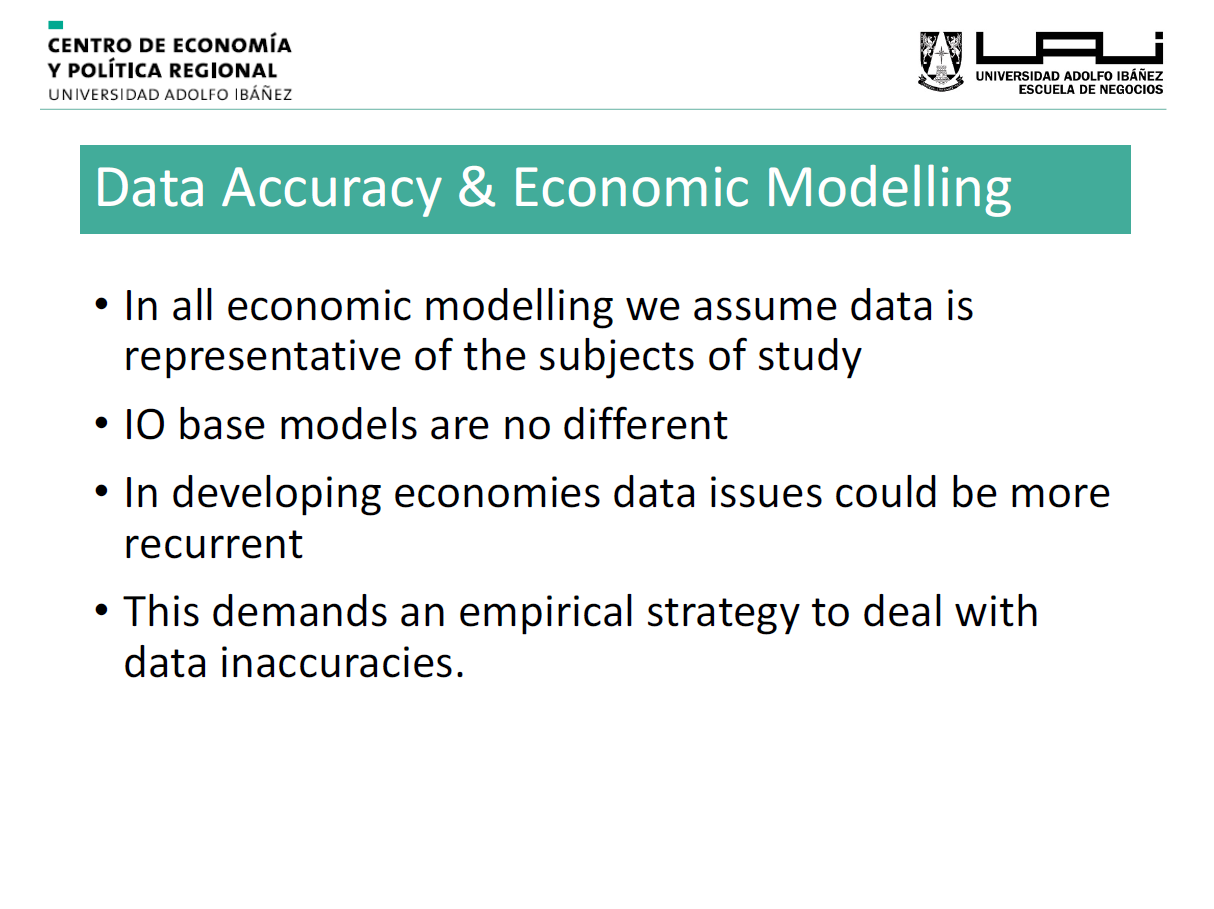 CENTRO DE ECONOMÍA
Y POLÍTICA REGIONAL
UNIVERSIDAD ADOLFO IBÁÑEZ
UAI
UNIVERSIDAD ADOLFO IBÁÑEZ
ESCUELA DE NEGOCIOS
Data Accuracy & Economic Modelling
• In all economic modelling we assume data is
representative of the subjects of study
• IO base models are no different
• In developing economies data issues could be more
recurrent
• This demands an empirical strategy to deal with
data inaccuracies.